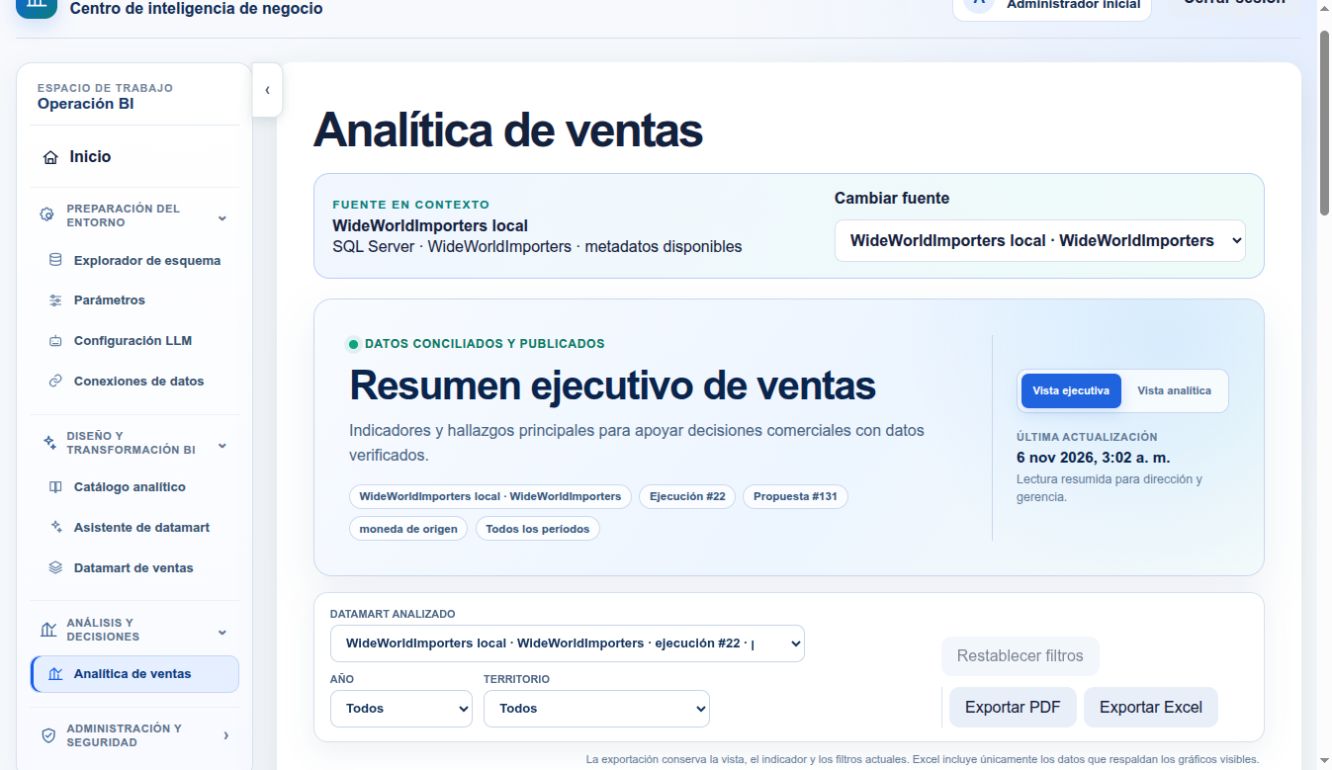 Centro de inteligencia de negocio
A
Administrador inicial
Cerrar sesión
ESPACIO DE TRABAJO
Operación BI
‹
Inicio
PREPARACIÓN DEL
ENTORNO
Explorador de esquema
Parámetros
Configuración LLM
Conexiones de datos
DISEÑO Y
TRANSFORMACIÓN BI
Catálogo analítico
Asistente de datamart
Datamart de ventas
ANÁLISIS Y
DECISIONES
Analítica de ventas
ADMINISTRACIÓN Y
SEGURIDAD
Analítica de ventas
FUENTE EN CONTEXTO
WideWorldImporters local
SQL Server · WideWorldImporters · metadatos disponibles
Cambiar fuente
WideWorldImporters local · WideWorldImporters
DATOS CONCILIADOS Y PUBLICADOS
Resumen ejecutivo de ventas
Indicadores y hallazgos principales para apoyar decisiones comerciales con datos
verificados.
WideWorldImporters local · WideWorldImporters
Ejecución #22
Propuesta #131
moneda de origen
Todos los periodos
Vista ejecutiva
Vista analítica
ÚLTIMA ACTUALIZACIÓN
6 nov 2026, 3:02 a. m.
Lectura resumida para dirección y
gerencia.
DATAMART ANALIZADO
WideWorldImporters local · WideWorldImporters · ejecución #22 ·
AÑO
Todos
TERRITORIO
Todos
Restablecer filtros
Exportar PDF
Exportar Excel
La exportación conserva la vista, el indicador y los filtros actuales. Excel incluye únicamente los datos que respaldan los gráficos visibles.